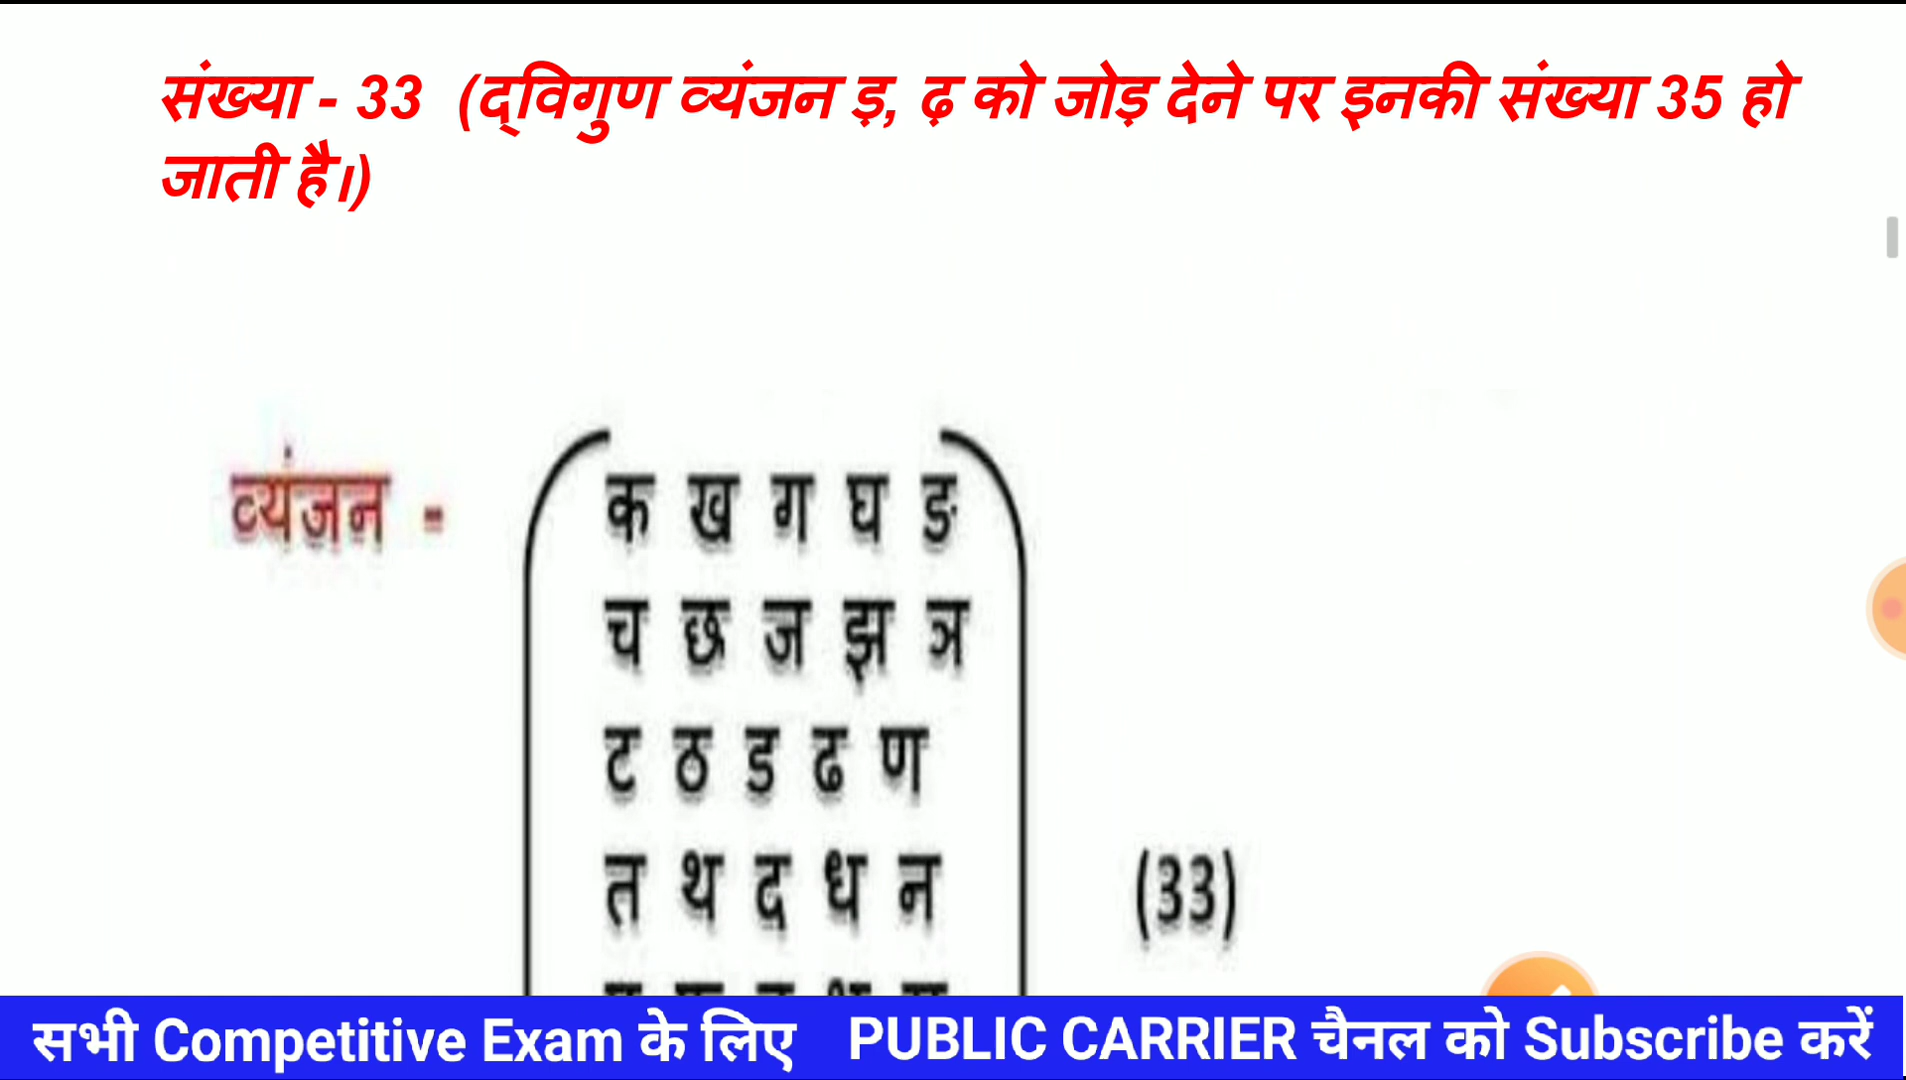 संख्या - 33 (द्विगुण व्यंजन ड़, ढ़ को जोड़ देने पर इनकी संख्या 35 हो
जाती है।)
व्यंजन -
क ख ग घ ङ
च छ ज झ ञ
ट ठ ड ढ ण
त थ द ध न
(33)
सभी Competitive Exam के लिए PUBLIC CARRIER चैनल को Subscribe करें